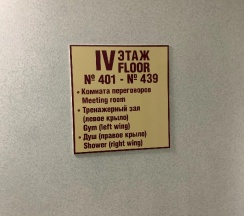 IV ЭТАЖ
FLOOR
№ 401 - № 439
• Комната переговоров
Meeting room
• Тренажерный зал
(левое крыло)
Gym (left wing)
• Душ (правое крыло)
Shower (right wing)